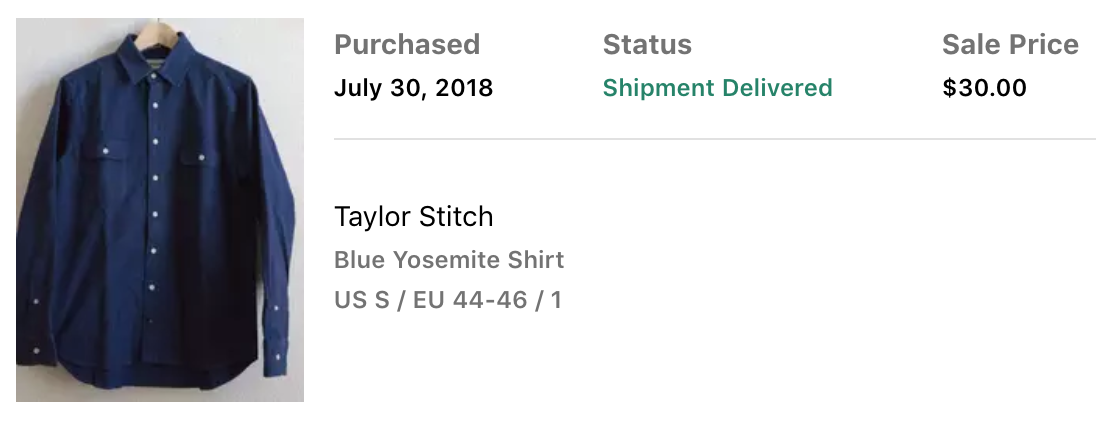 Purchased
July 30, 2018
Status
Shipment Delivered
Sale Price
$30.00
Taylor Stitch
Blue Yosemite Shirt
US S / EU 44-46 / 1